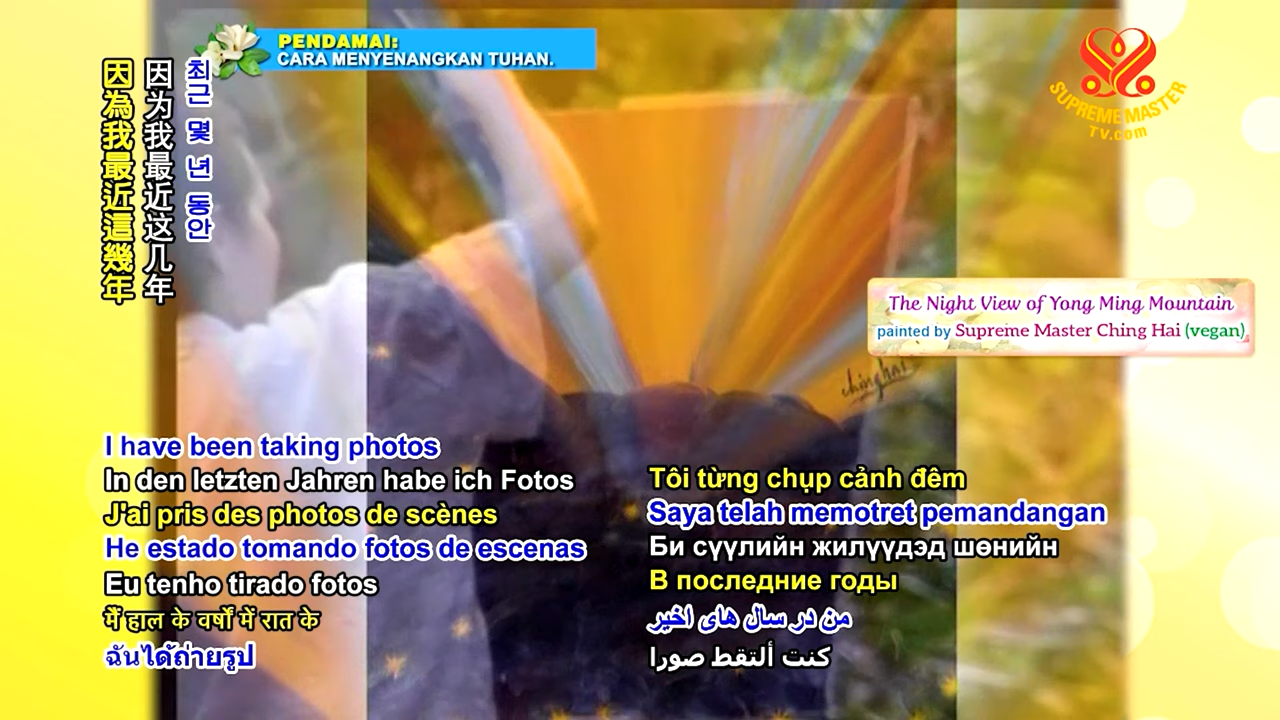 PENDAMAI:
CARA MENYENANGKAN TUHAN.
SUPREME MASTER
TV.com
최근 몇 년 동안
因为我最近这几年
因為我最近這幾年
The Night View of Yong Ming Mountain
painted by Supreme Master Ching Hai (vegan)
chinghai
I have been taking photos
In den letzten Jahren habe ich Fotos
J'ai pris des photos de scènes
He estado tomando fotos de escenas
Eu tenho tirado fotos
मैं हाल के वर्षों में रात के
ฉันได้ถ่ายรูป
Tôi từng chụp cảnh đêm
Saya telah memotret pemandangan
Би сүүлийн жилүүдэд шөнийн
В последние годы
من در سال های اخیر
كنت ألتقط صورا